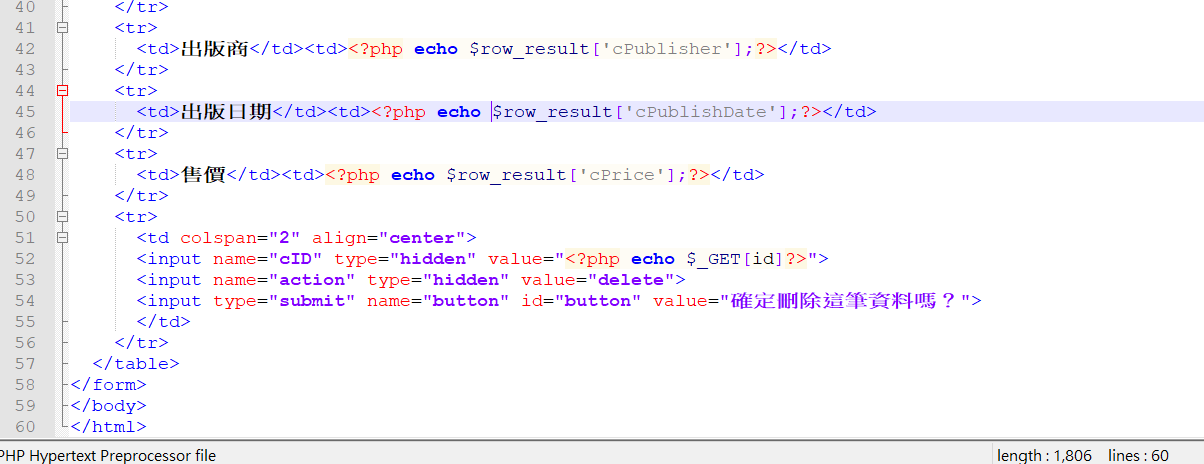 40 </tr>
41 <tr>
42 <td>出版商</td><td><?php echo $row_result['cPublisher'];?></td>
43 </tr>
44 <tr>
45 <td>出版日期</td><td><?php echo $row_result['cPublishDate'];?></td>
46 </tr>
47 <tr>
48 <td>售價</td><td><?php echo $row_result['cPrice'];?></td>
49 </tr>
50 <tr>
51 <td colspan="2" align="center">
52 <input name="cID" type="hidden" value="<?php echo $_GET[id]?>">
53 <input name="action" type="hidden" value="delete">
54 <input type="submit" name="button" id="button" value="確定刪除這筆資料嗎？">
55 </td>
56 </tr>
57 </table>
58 </form>
59 </body>
60 </html>
PHP Hypertext Preprocessor file length : 1,806 lines : 60